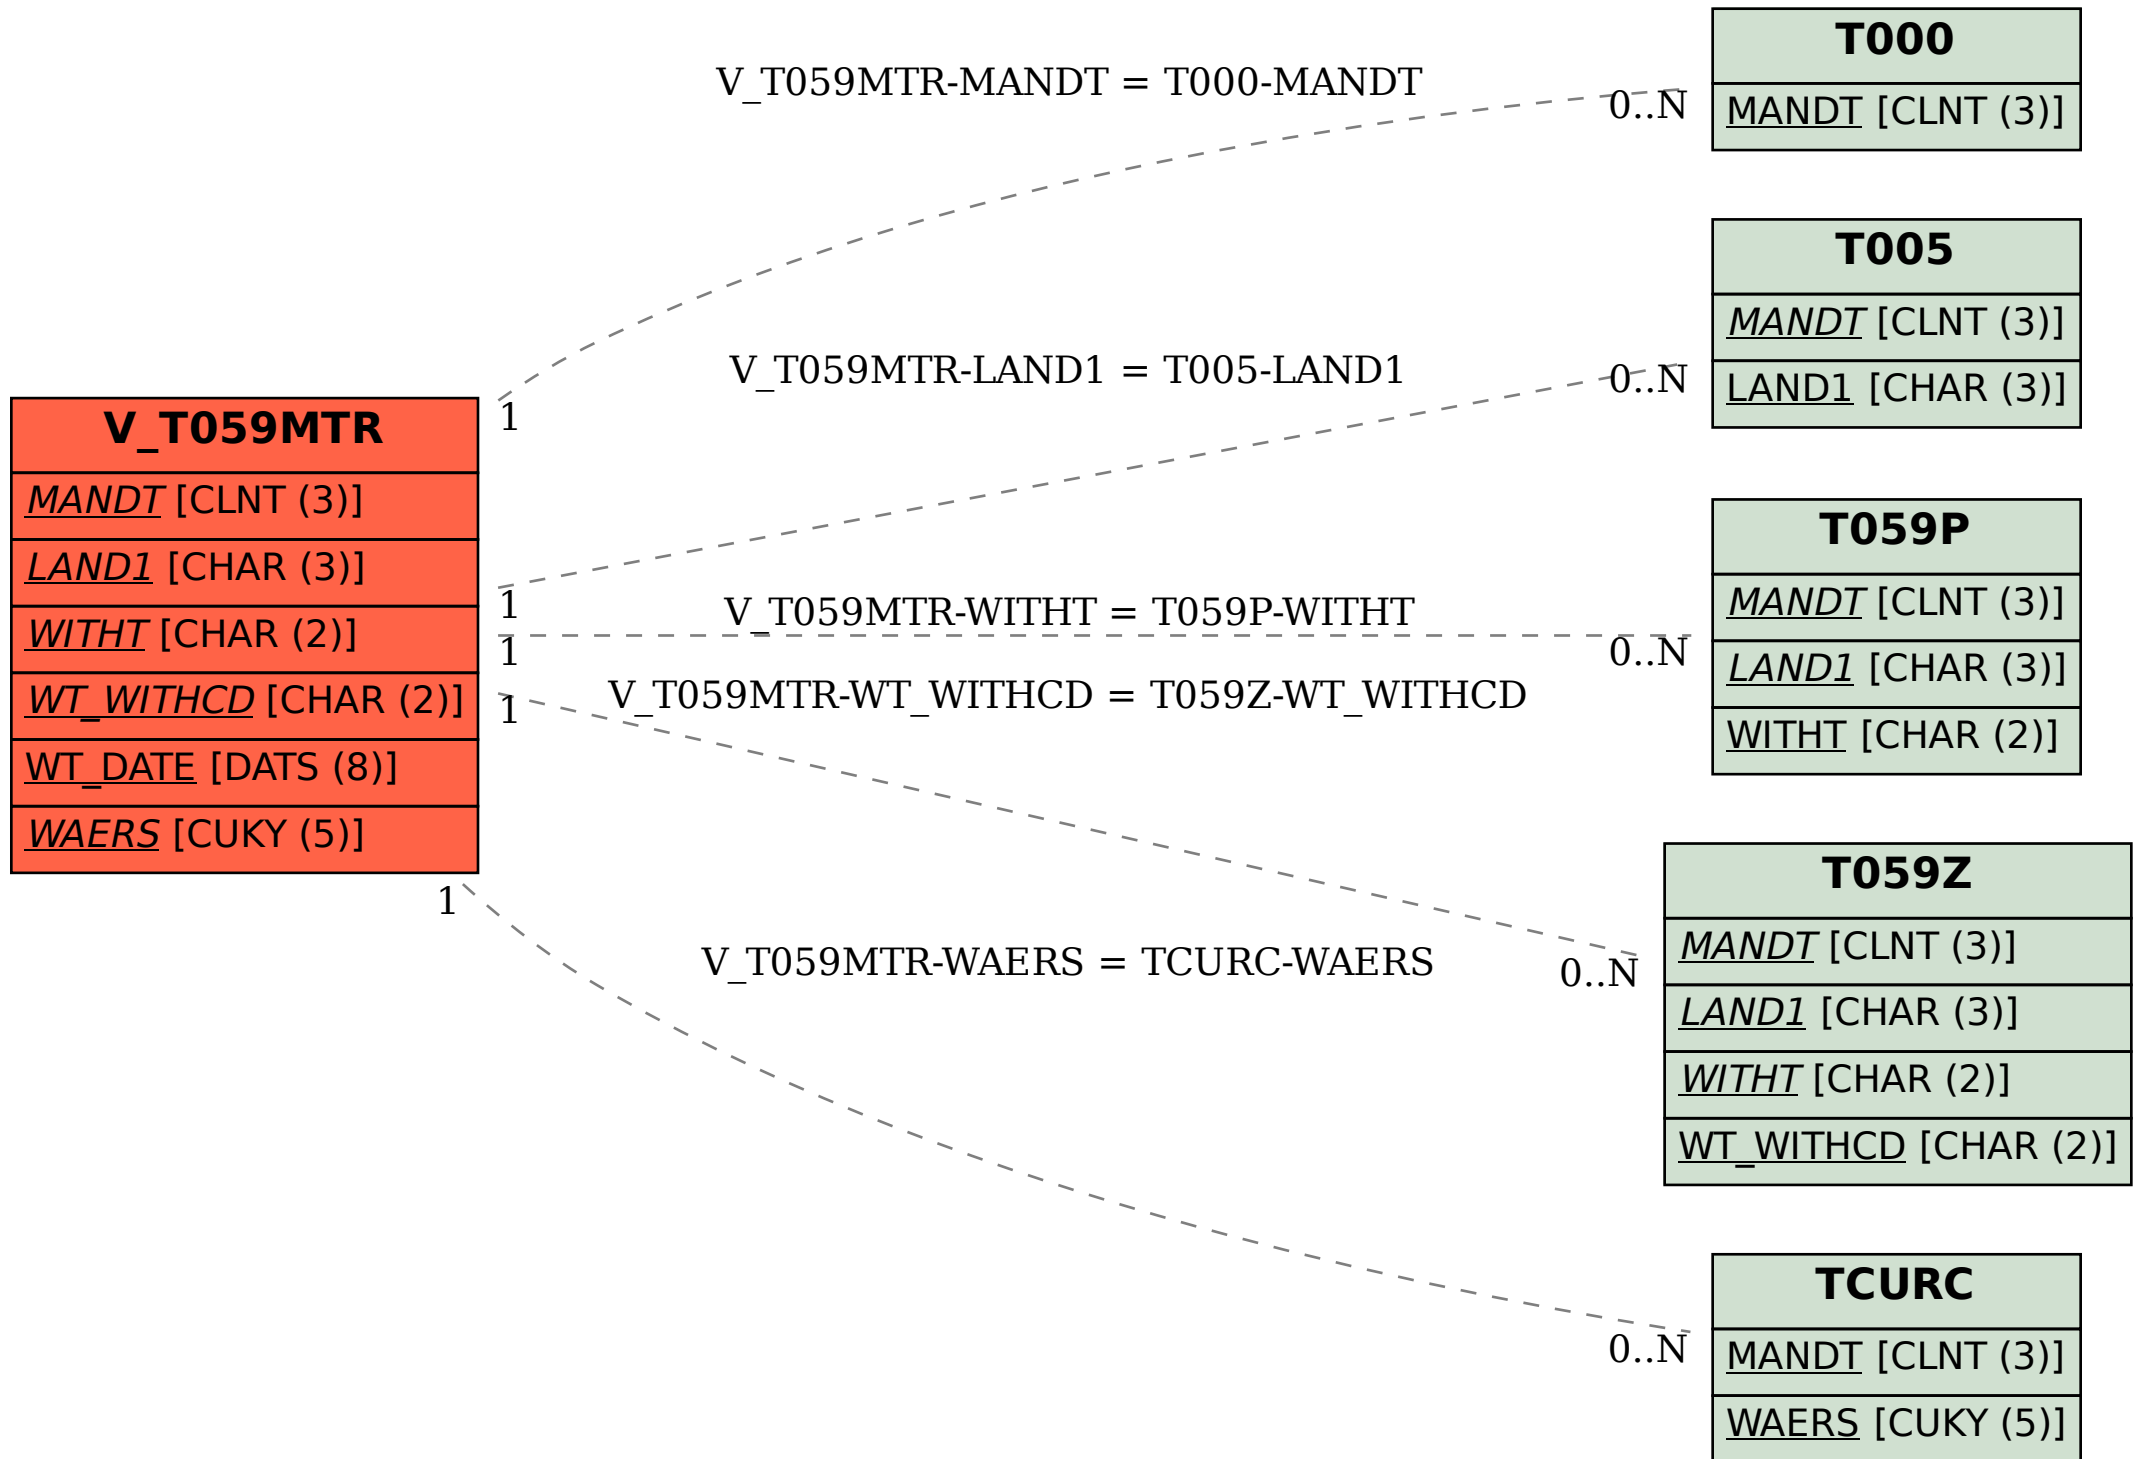 V_T059MTR
MANDT [CLNT (3)]
LAND1 [CHAR (3)]
WITHT [CHAR (2)]
WT_WITHCD [CHAR (2)]
WT_DATE [DATS (8)]
WAERS [CUKY (5)]
V_T059MTR-MANDT = T000-MANDT
1
0..N
V_T059MTR-LAND1 = T005-LAND1
1
0..N
V_T059MTR-WITHT = T059P-WITHT
1
0..N
V_T059MTR-WT_WITHCD = T059Z-WT_WITHCD
1
0..N
V_T059MTR-WAERS = TCURC-WAERS
1
0..N
T000
MANDT [CLNT (3)]
T005
MANDT [CLNT (3)]
LAND1 [CHAR (3)]
T059P
MANDT [CLNT (3)]
LAND1 [CHAR (3)]
WITHT [CHAR (2)]
T059Z
MANDT [CLNT (3)]
LAND1 [CHAR (3)]
WITHT [CHAR (2)]
WT_WITHCD [CHAR (2)]
TCURC
MANDT [CLNT (3)]
WAERS [CUKY (5)]